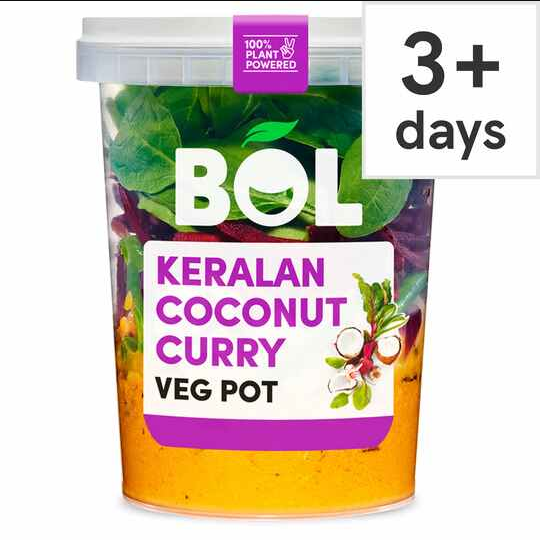 100%
PLANT
POWERED
3+
days
BOL
KERALAN
COCONUT
CURRY
VEG POT